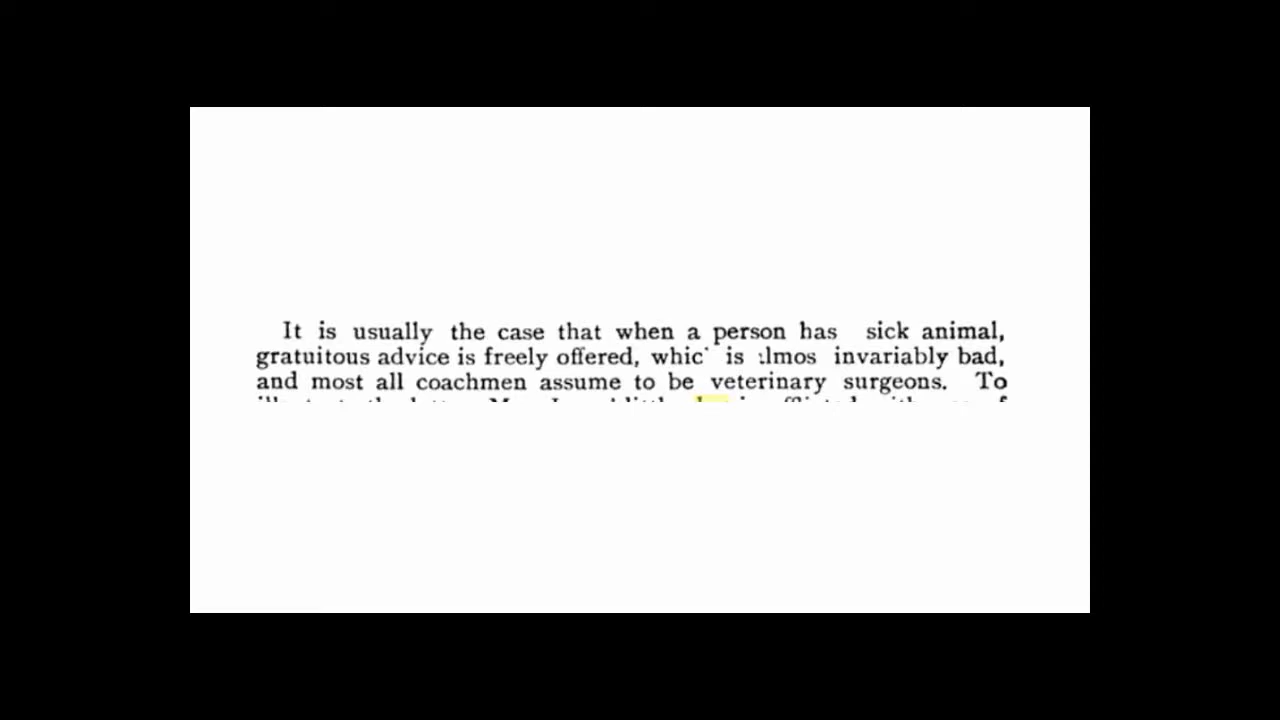 It is usually the case that when a person has sick animal,
gratuitous advice is freely offered, whic is lmos invariably bad,
and most all coachmen assume to be veterinary surgeons. To